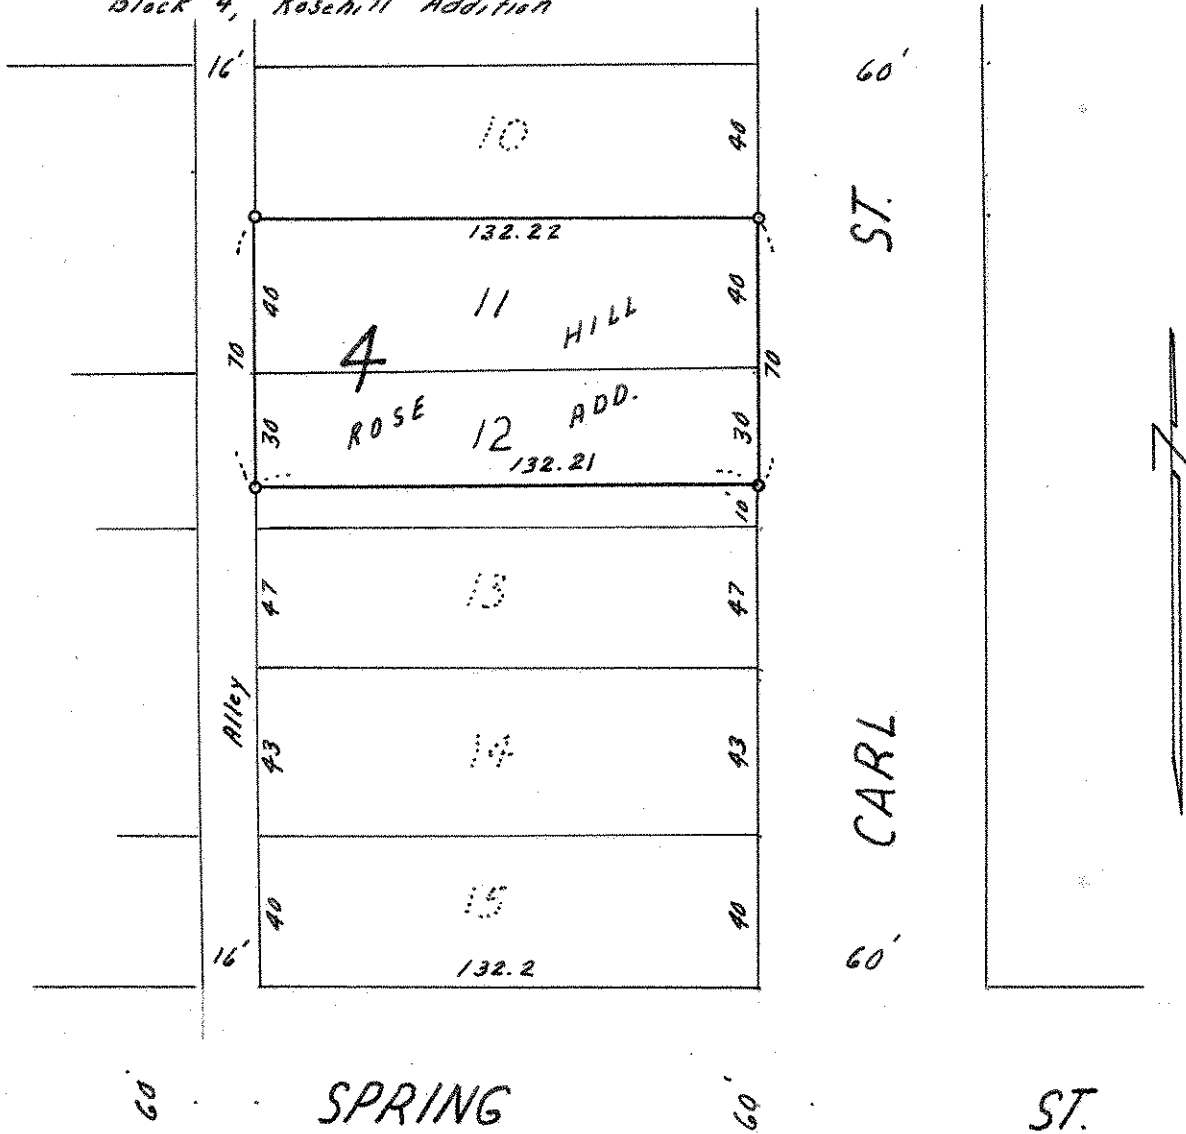 Block 4, Rosehill Addition
16' 60'
10 40
ST.
132.22
40 11 40
HILL
4
70 70
ROSE ADD.
30 12 30
132.21
10'
47 13 47
Alley
43 14 43
CARL
40 15 40
16' 132.2 60'
60' SPRING 60' ST.